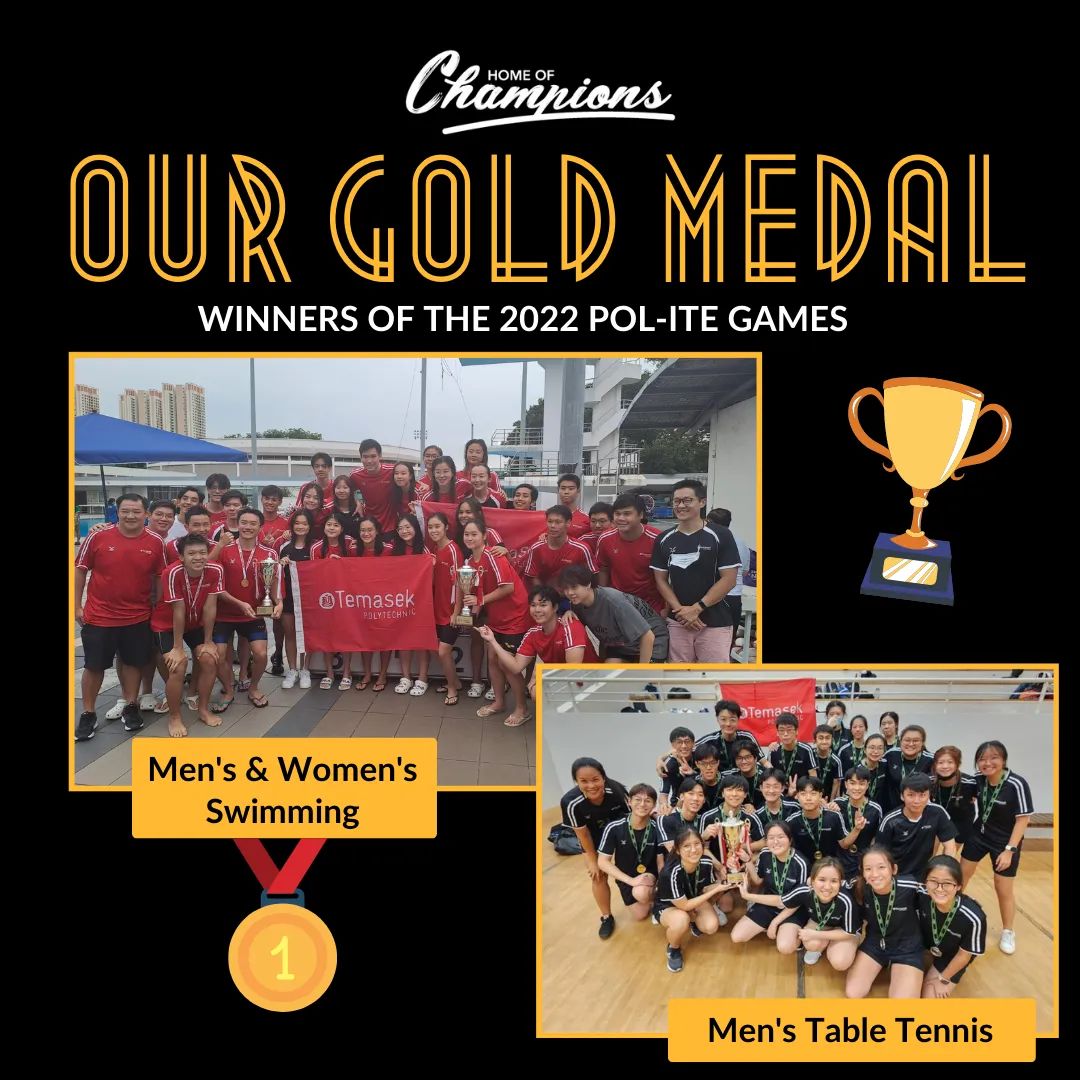 HOME OF
Champions
OUR GOLD MEDAL
WINNERS OF THE 2022 POL-ITE GAMES
Temasek
POLYTECHNIC
Men's & Women's
Swimming
1
Temasek
Men's Table Tennis